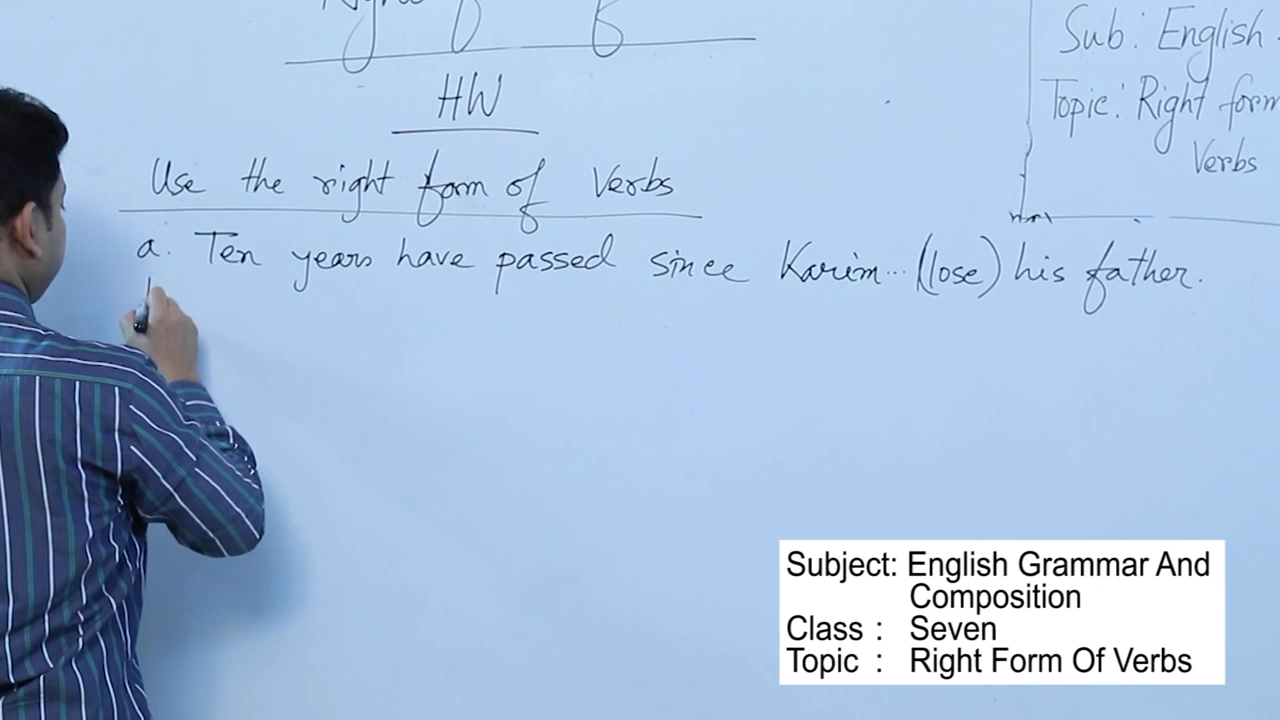 HW
Use the right form of Verbs
a. Ten years have passed since Karim... (lose) his father.
Sub: English
Topic: Right form
Verbs
Subject: English Grammar And
Composition
Class : Seven
Topic : Right Form Of Verbs